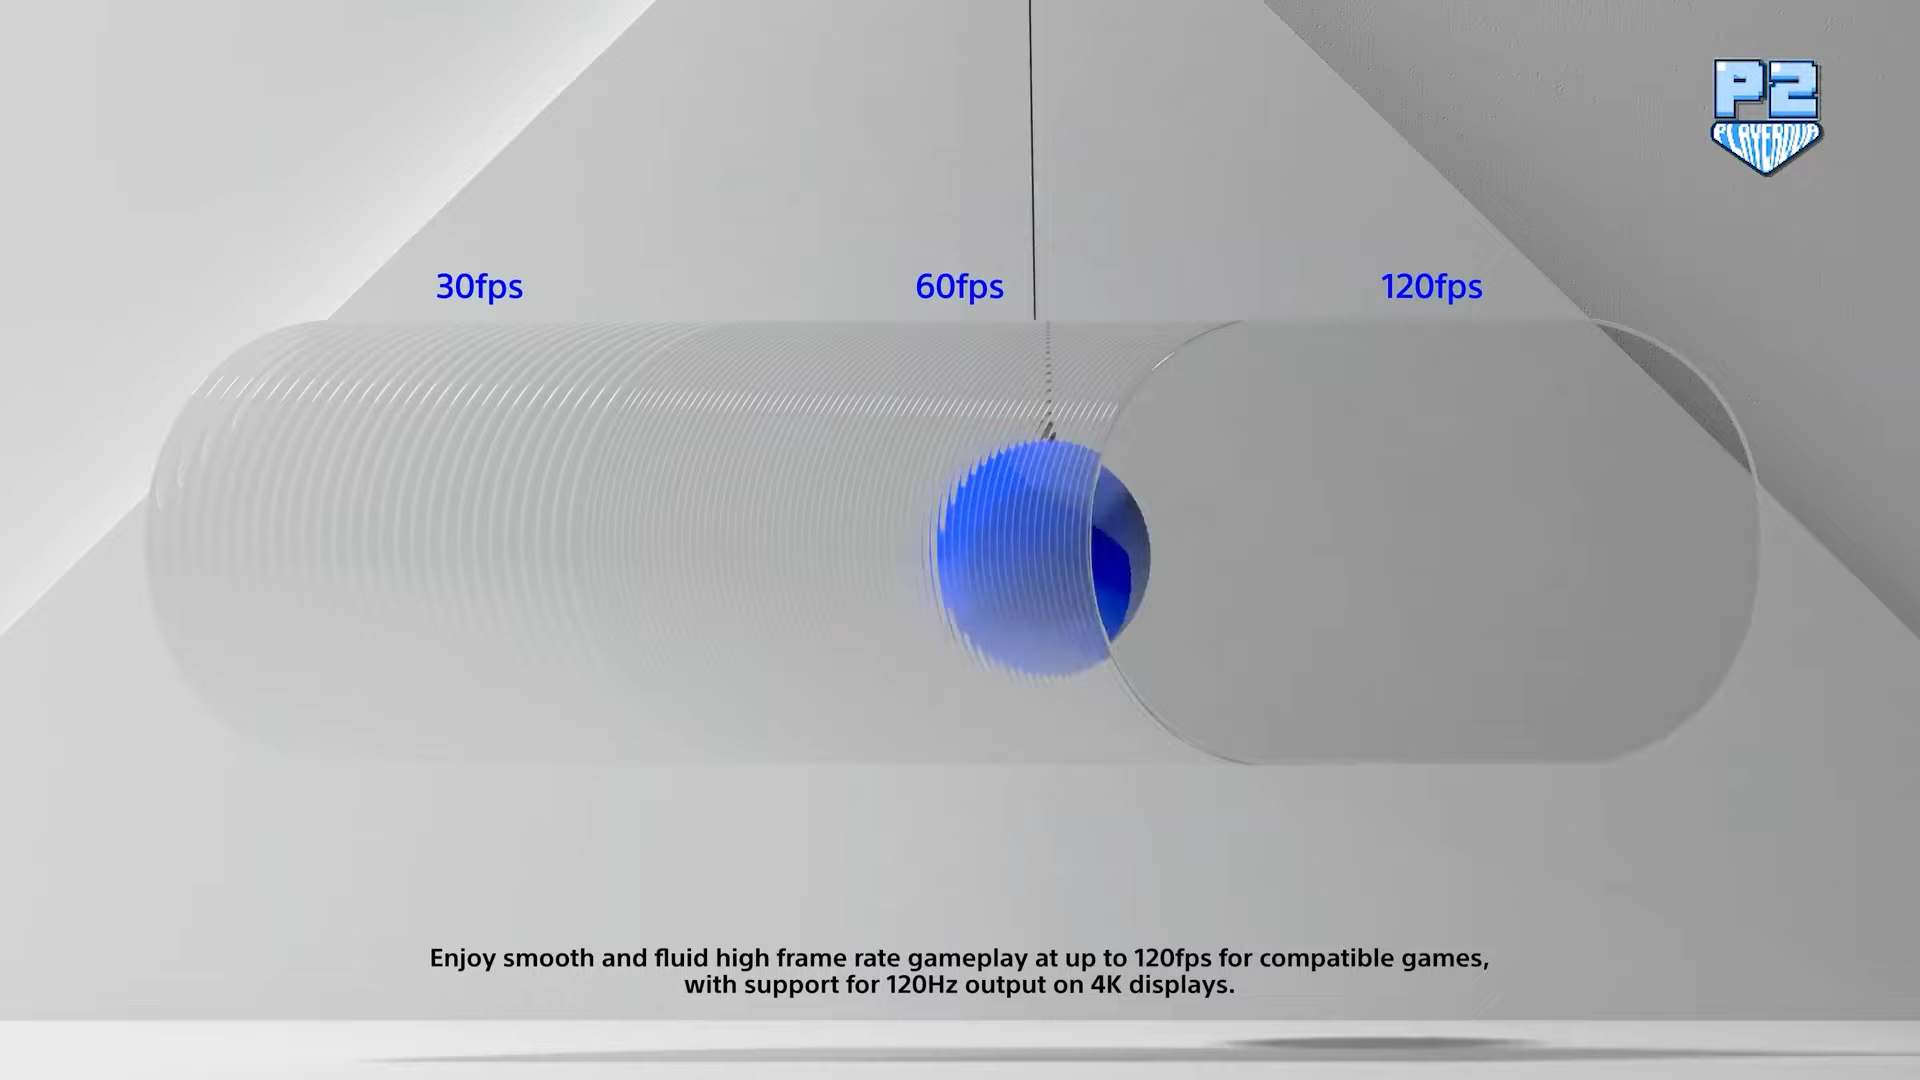 P2
PLAYERDUA
30fps 60fps 120fps
Enjoy smooth and fluid high frame rate gameplay at up to 120fps for compatible games,
with support for 120Hz output on 4K displays.